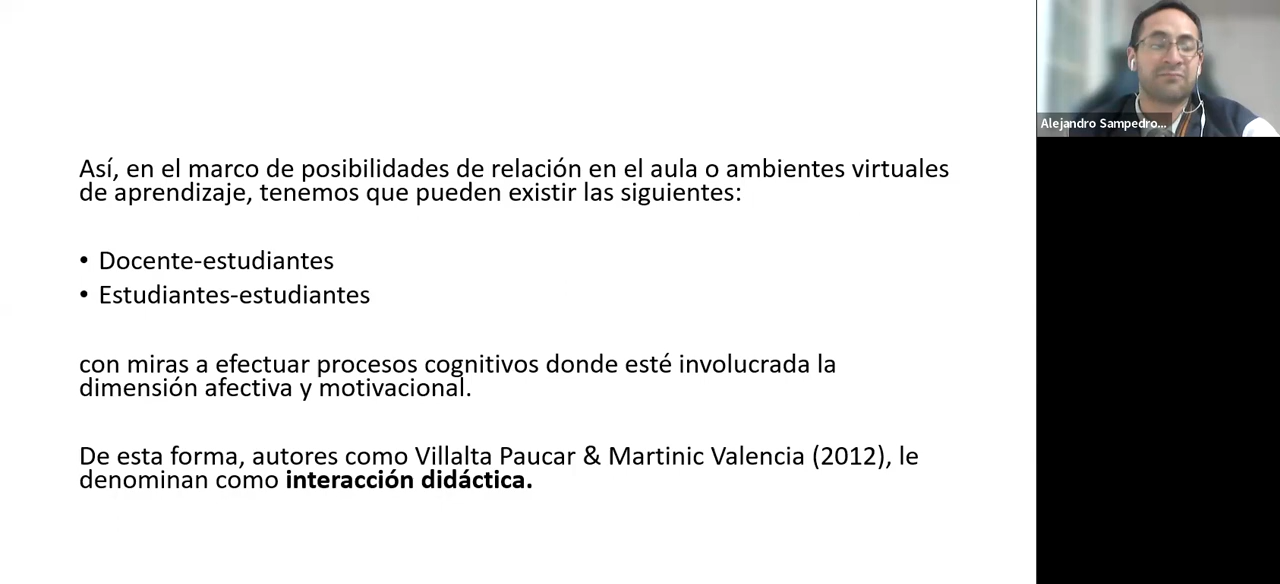 Así, en el marco de posibilidades de relación en el aula o ambientes virtuales
de aprendizaje, tenemos que pueden existir las siguientes:
• Docente-estudiantes
• Estudiantes-estudiantes
con miras a efectuar procesos cognitivos donde esté involucrada la
dimensión afectiva y motivacional.
De esta forma, autores como Villalta Paucar & Martinic Valencia (2012), le
denominan como interacción didáctica.
Alejandro Sampedro...